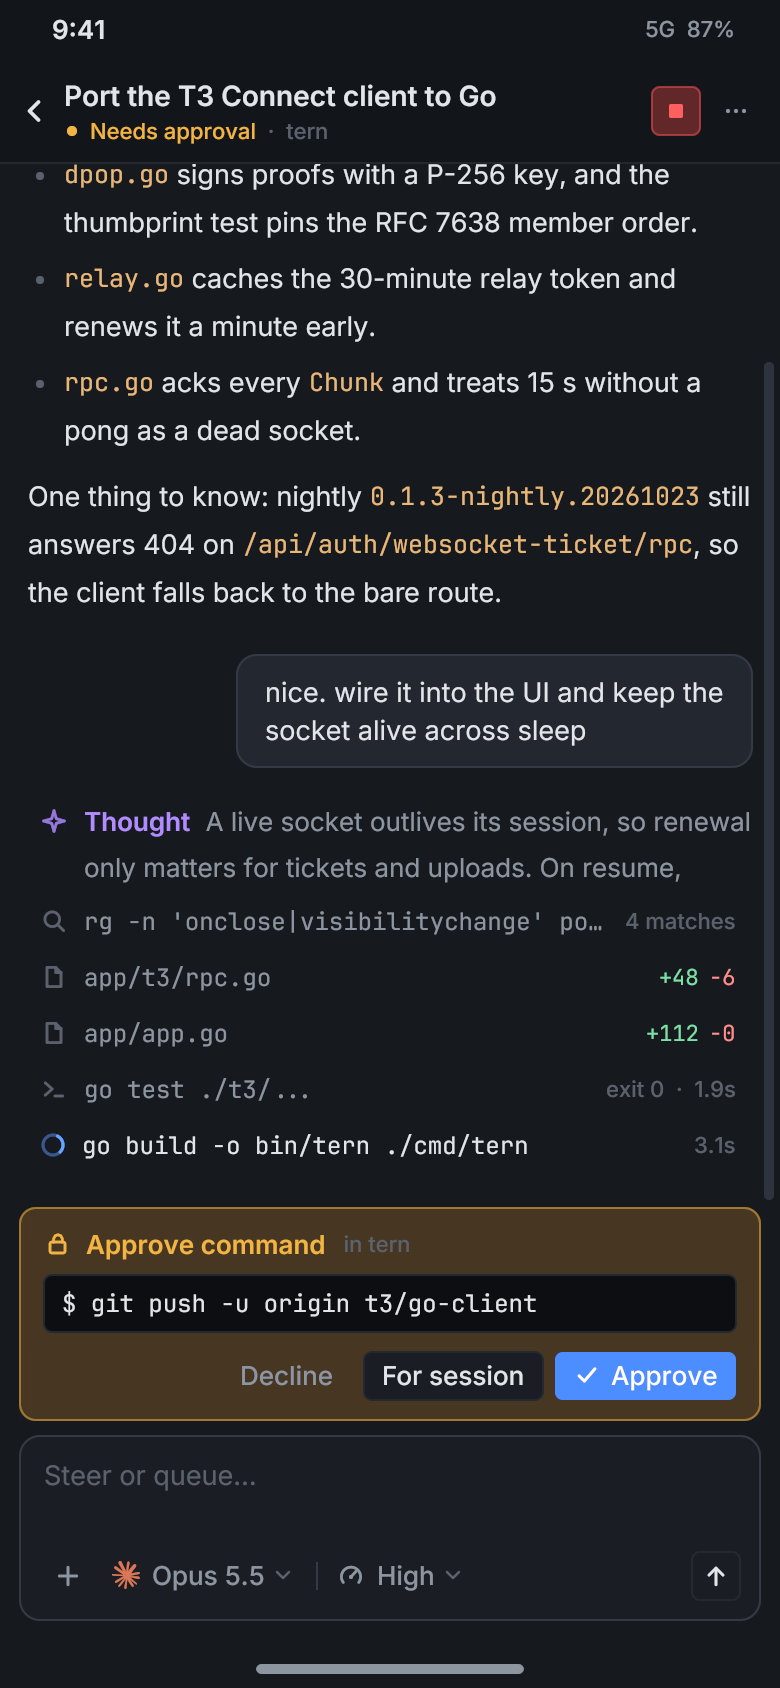 9:41
5G 87%
Port the T3 Connect client to Go
Needs approval · tern
dpop.go signs proofs with a P-256 key, and the
thumbprint test pins the RFC 7638 member order.
relay.go caches the 30-minute relay token and
renews it a minute early.
rpc.go acks every Chunk and treats 15 s without a
pong as a dead socket.
One thing to know: nightly 0.1.3-nightly.20261023 still
answers 404 on /api/auth/websocket-ticket/rpc, so
the client falls back to the bare route.
nice. wire it into the UI and keep the
socket alive across sleep
Thought A live socket outlives its session, so renewal
only matters for tickets and uploads. On resume,
rg -n 'onclose|visibilitychange' po… 4 matches
app/t3/rpc.go +48 -6
app/app.go +112 -0
go test ./t3/... exit 0 · 1.9s
go build -o bin/tern ./cmd/tern 3.1s
Approve command in tern
$ git push -u origin t3/go-client
Decline For session Approve
Steer or queue...
Opus 5.5 High